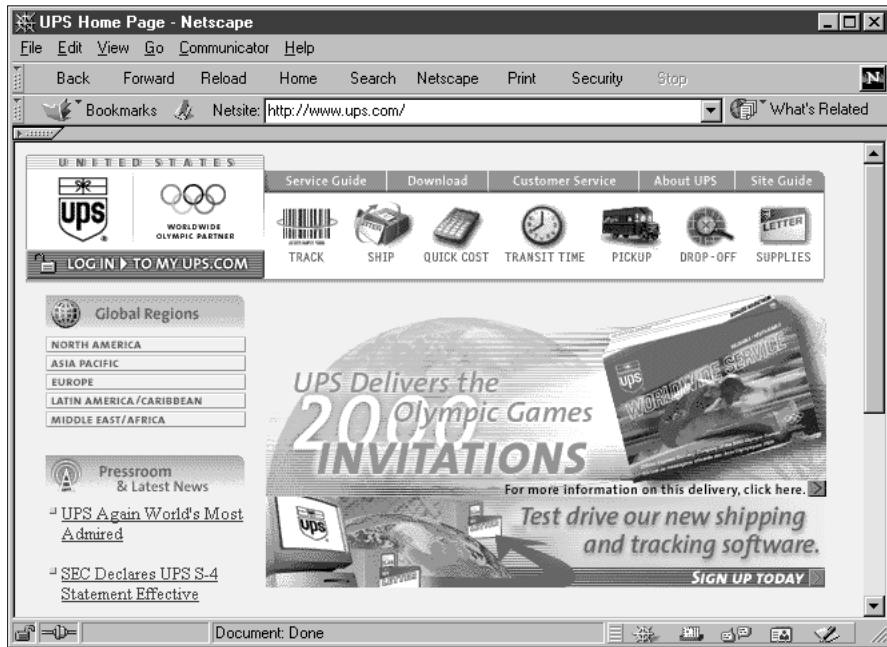 UPS Home Page - Netscape
File Edit View Go Communicator Help
Back Forward Reload Home Search Netscape Print Security Stop
N
Bookmarks Netsite: http://www.ups.com/ What's Related
UNITED STATES
ups
WORLDWIDE
OLYMPIC PARTNER
LOG IN TO MY UPS.COM
Service Guide Download Customer Service About UPS Site Guide
LETTER
TRACK SHIP QUICK COST TRANSIT TIME PICKUP DROP-OFF SUPPLIES
Global Regions
NORTH AMERICA
ASIA PACIFIC
EUROPE
LATIN AMERICA/CARIBBEAN
MIDDLE EAST/AFRICA
Pressroom
& Latest News
UPS Again World's Most
Admired
SEC Declares UPS S-4
Statement Effective
UPS Delivers the
2000 Olympic Games
INVITATIONS
ups
WORLDWIDE SERVICE
For more information on this delivery, click here.
ups
LETTER
Test drive our new shipping
and tracking software.
SIGN UP TODAY
Document: Done